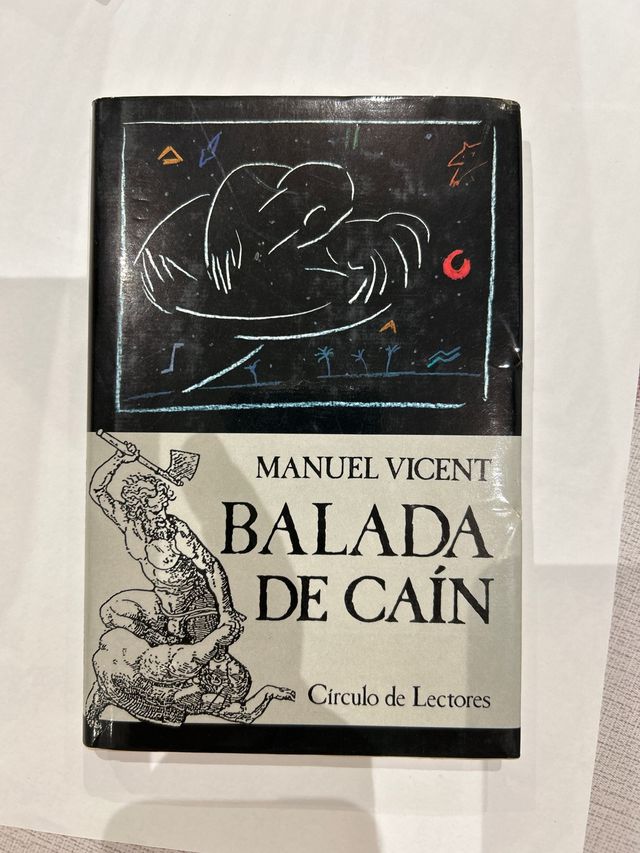 MANUEL VICENT
BALADA
DE CAÍN
Círculo de Lectores